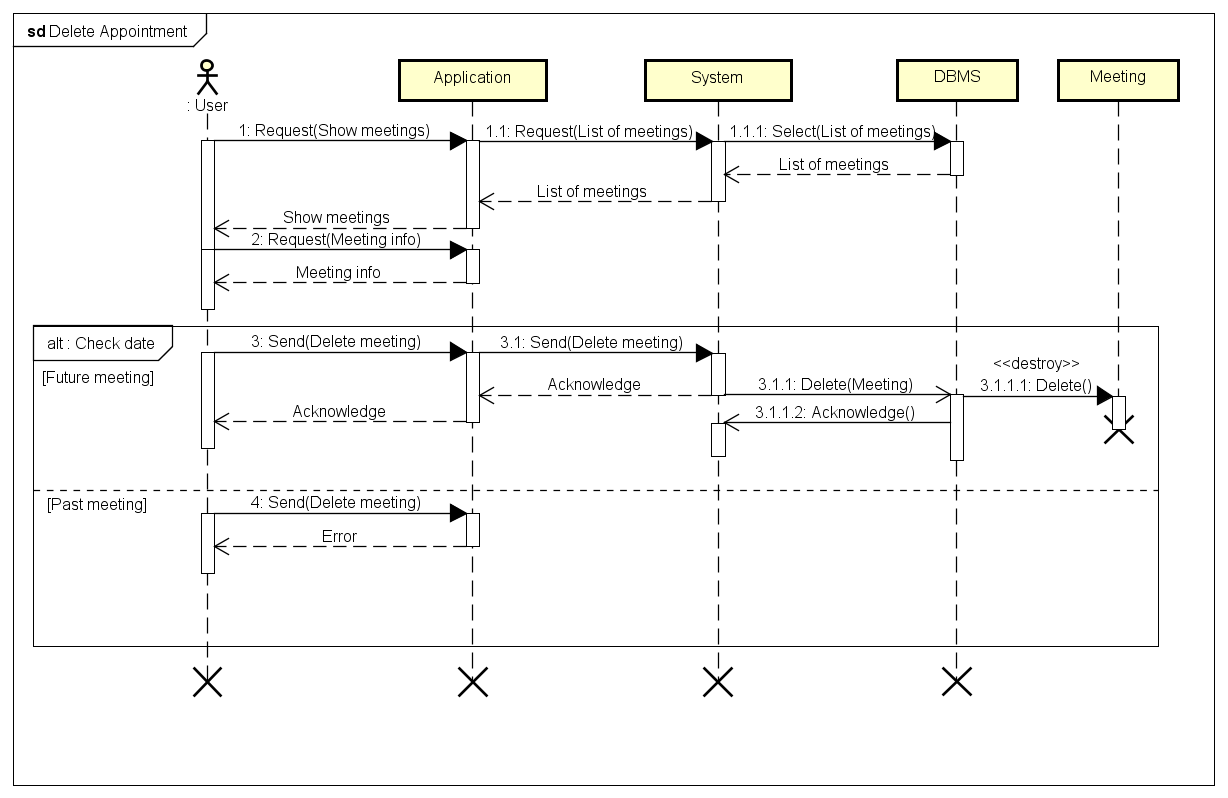 sd Delete Appointment
: User
Application
System
DBMS
Meeting
1: Request(Show meetings)
1.1: Request(List of meetings)
1.1.1: Select(List of meetings)
List of meetings
List of meetings
Show meetings
2: Request(Meeting info)
Meeting info
alt : Check date
[Future meeting]
3: Send(Delete meeting)
3.1: Send(Delete meeting)
<<destroy>>
Acknowledge
3.1.1: Delete(Meeting)
3.1.1.1: Delete()
Acknowledge
3.1.1.2: Acknowledge()
[Past meeting]
4: Send(Delete meeting)
Error